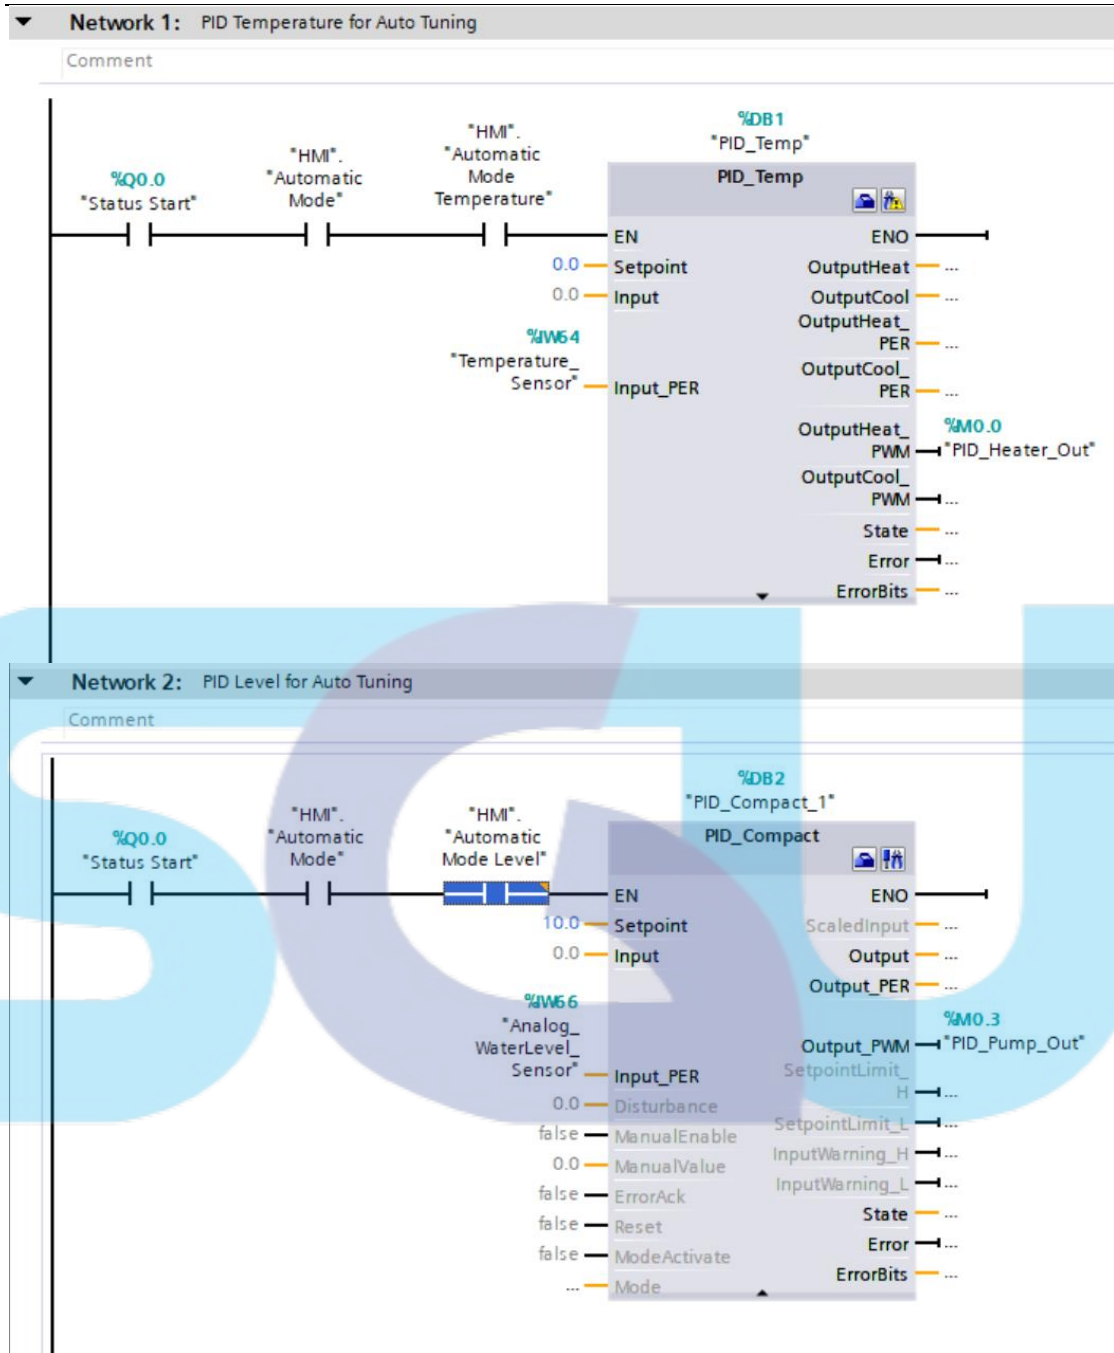 Network 1: PID Temperature for Auto Tuning
Comment
%Q0.0
"Status Start"
"HMI".
"Automatic
Mode"
"HMI".
"Automatic
Mode
Temperature"
%DB1
"PID_Temp"
PID_Temp
EN
ENO
0.0
Setpoint
OutputHeat
...
0.0
Input
OutputCool
...
OutputHeat_
PER
...
%IW64
"Temperature_
Sensor"
Input_PER
OutputCool_
PER
...
OutputHeat_
PWM
%M0.0
"PID_Heater_Out"
OutputCool_
PWM
...
State
...
Error
...
ErrorBits
...
Network 2: PID Level for Auto Tuning
Comment
%Q0.0
"Status Start"
"HMI".
"Automatic
Mode"
"HMI".
"Automatic
Mode Level"
%DB2
"PID_Compact_1"
PID_Compact
EN
ENO
10.0
Setpoint
ScaledInput
...
0.0
Input
Output
...
Output_PER
...
%IW66
"Analog_
WaterLevel_
Sensor"
Input_PER
Output_PWM
%M0.3
"PID_Pump_Out"
SetpointLimit_
H
...
0.0
Disturbance
SetpointLimit_L
...
false
ManualEnable
InputWarning_H
...
0.0
ManualValue
InputWarning_L
...
false
ErrorAck
State
...
false
Reset
Error
...
false
ModeActivate
ErrorBits
...
...
Mode
SGU